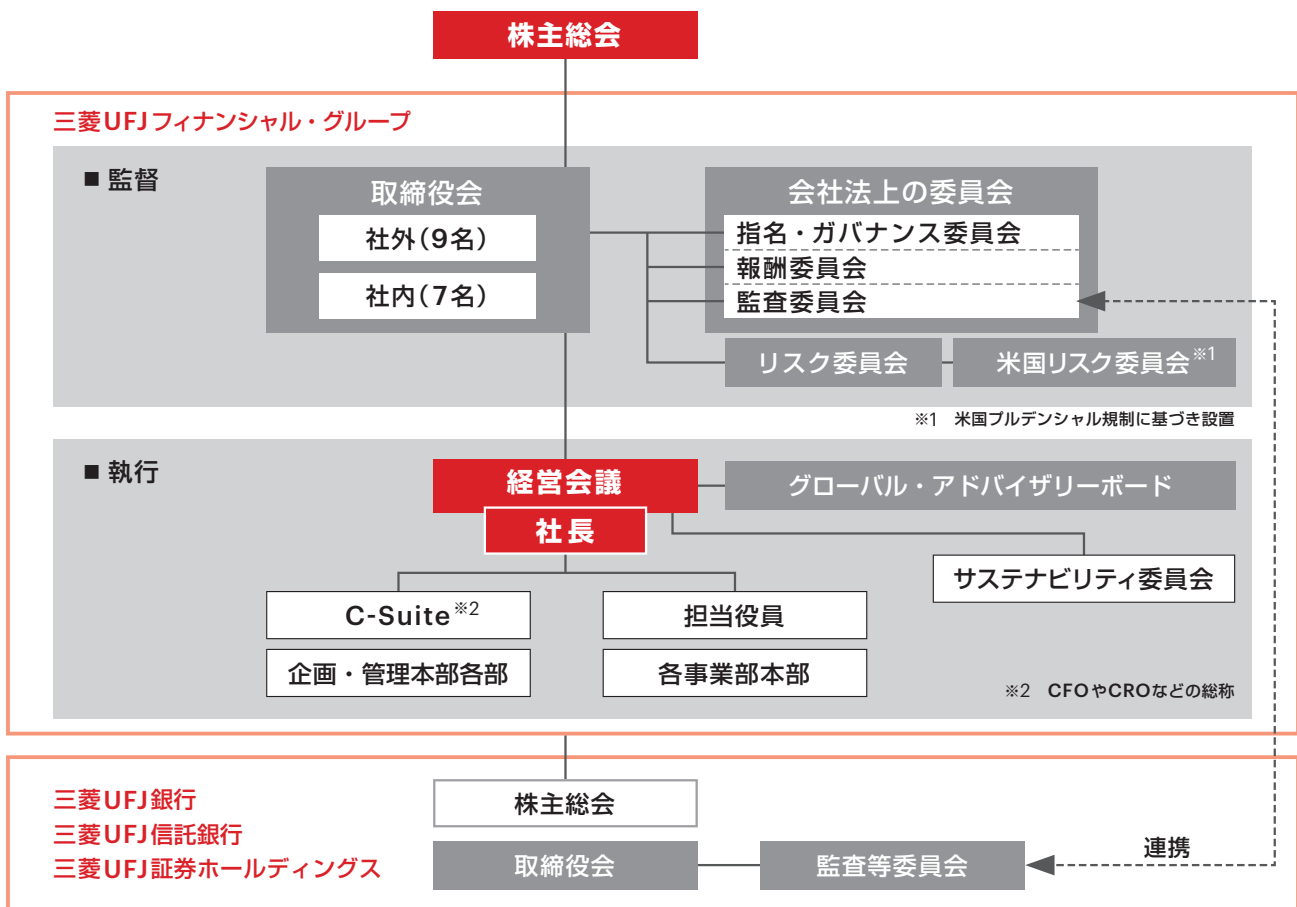 株主総会
三菱UFJフィナンシャル・グループ
■ 監督
取締役会
社外(9名)
社内(7名)
会社法上の委員会
指名・ガバナンス委員会
報酬委員会
監査委員会
リスク委員会
米国リスク委員会※1
※1 米国プルデンシャル規制に基づき設置
■ 執行
経営会議
グローバル・アドバイザリーボード
社長
サステナビリティ委員会
C-Suite※2
担当役員
企画・管理本部各部
各事業部本部
※2 CFOやCROなどの総称
三菱UFJ銀行
三菱UFJ信託銀行
三菱UFJ証券ホールディングス
株主総会
取締役会
監査等委員会
連携